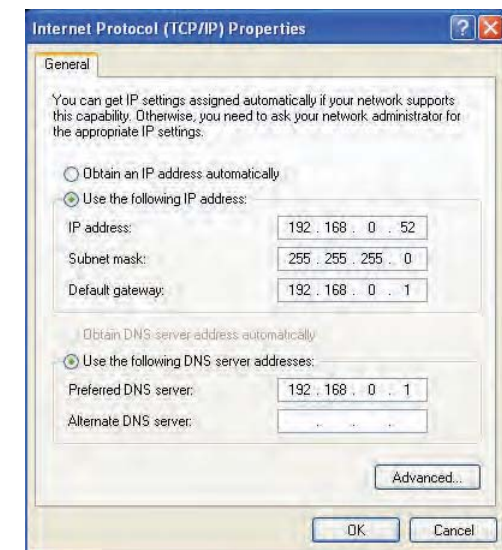 Internet Protocol (TCP/IP) Properties
General
You can get IP settings assigned automatically if your network supports
this capability. Otherwise, you need to ask your network administrator for
the appropriate IP settings.
Obtain an IP address automatically
Use the following IP address:
IP address: 192 . 168 . 0 . 52
Subnet mask: 255 . 255 . 255 . 0
Default gateway: 192 . 168 . 0 . 1
Obtain DNS server address automatically
Use the following DNS server addresses:
Preferred DNS server: 192 . 168 . 0 . 1
Alternate DNS server: . . .
Advanced...
OK Cancel